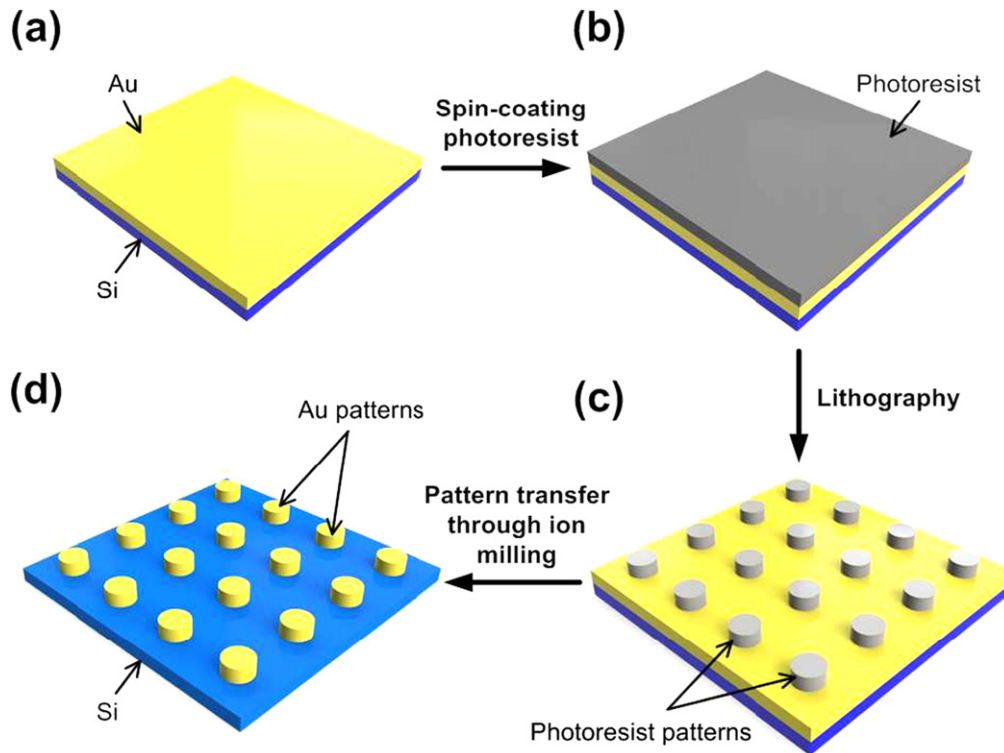 (a)
Au
Si
Spin-coating
photoresist
(b)
Photoresist
Lithography
(c)
Photoresist patterns
Pattern transfer
through ion
milling
(d)
Au patterns
Si